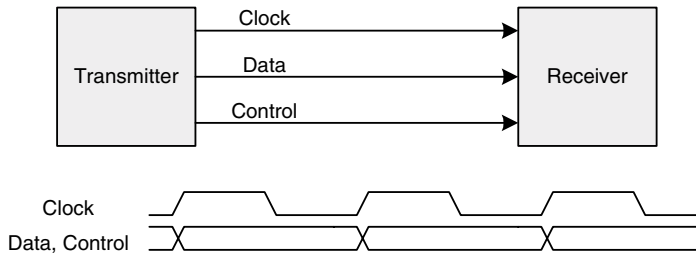 Clock
Transmitter
Data
Receiver
Control
Clock
Data, Control